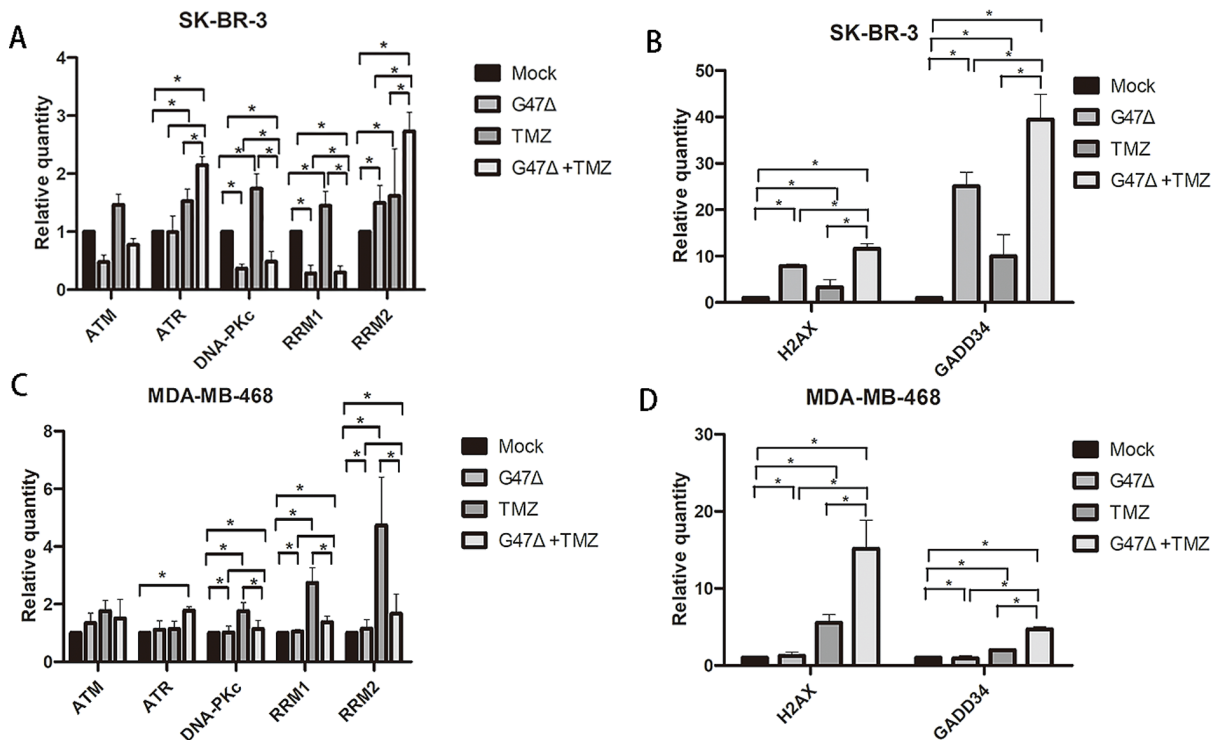 A
SK-BR-3
Relative quantity
4
3
2
1
0
ATM
ATR
DNA-PKc
RRM1
RRM2
* * * *
* * * *
* * * *
* * * *
* * * * *
Mock
G47Δ
TMZ
G47Δ +TMZ
B
SK-BR-3
Relative quantity
50
40
30
20
10
0
H2AX
GADD34
* * * * *
* * * * *
Mock
G47Δ
TMZ
G47Δ +TMZ
C
MDA-MB-468
Relative quantity
8
6
4
2
0
ATM
ATR
DNA-PKc
RRM1
RRM2
*
* * * *
* * * *
* * * *
Mock
G47Δ
TMZ
G47Δ +TMZ
D
MDA-MB-468
Relative quantity
30
20
10
0
H2AX
GADD34
* * * * *
* * * * *
Mock
G47Δ
TMZ
G47Δ +TMZ